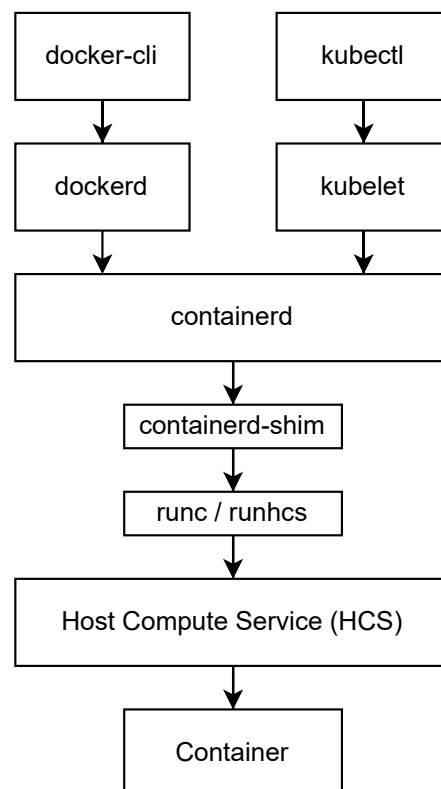 docker-cli
kubectl
dockerd
kubelet
containerd
containerd-shim
runc / runhcs
Host Compute Service (HCS)
Container